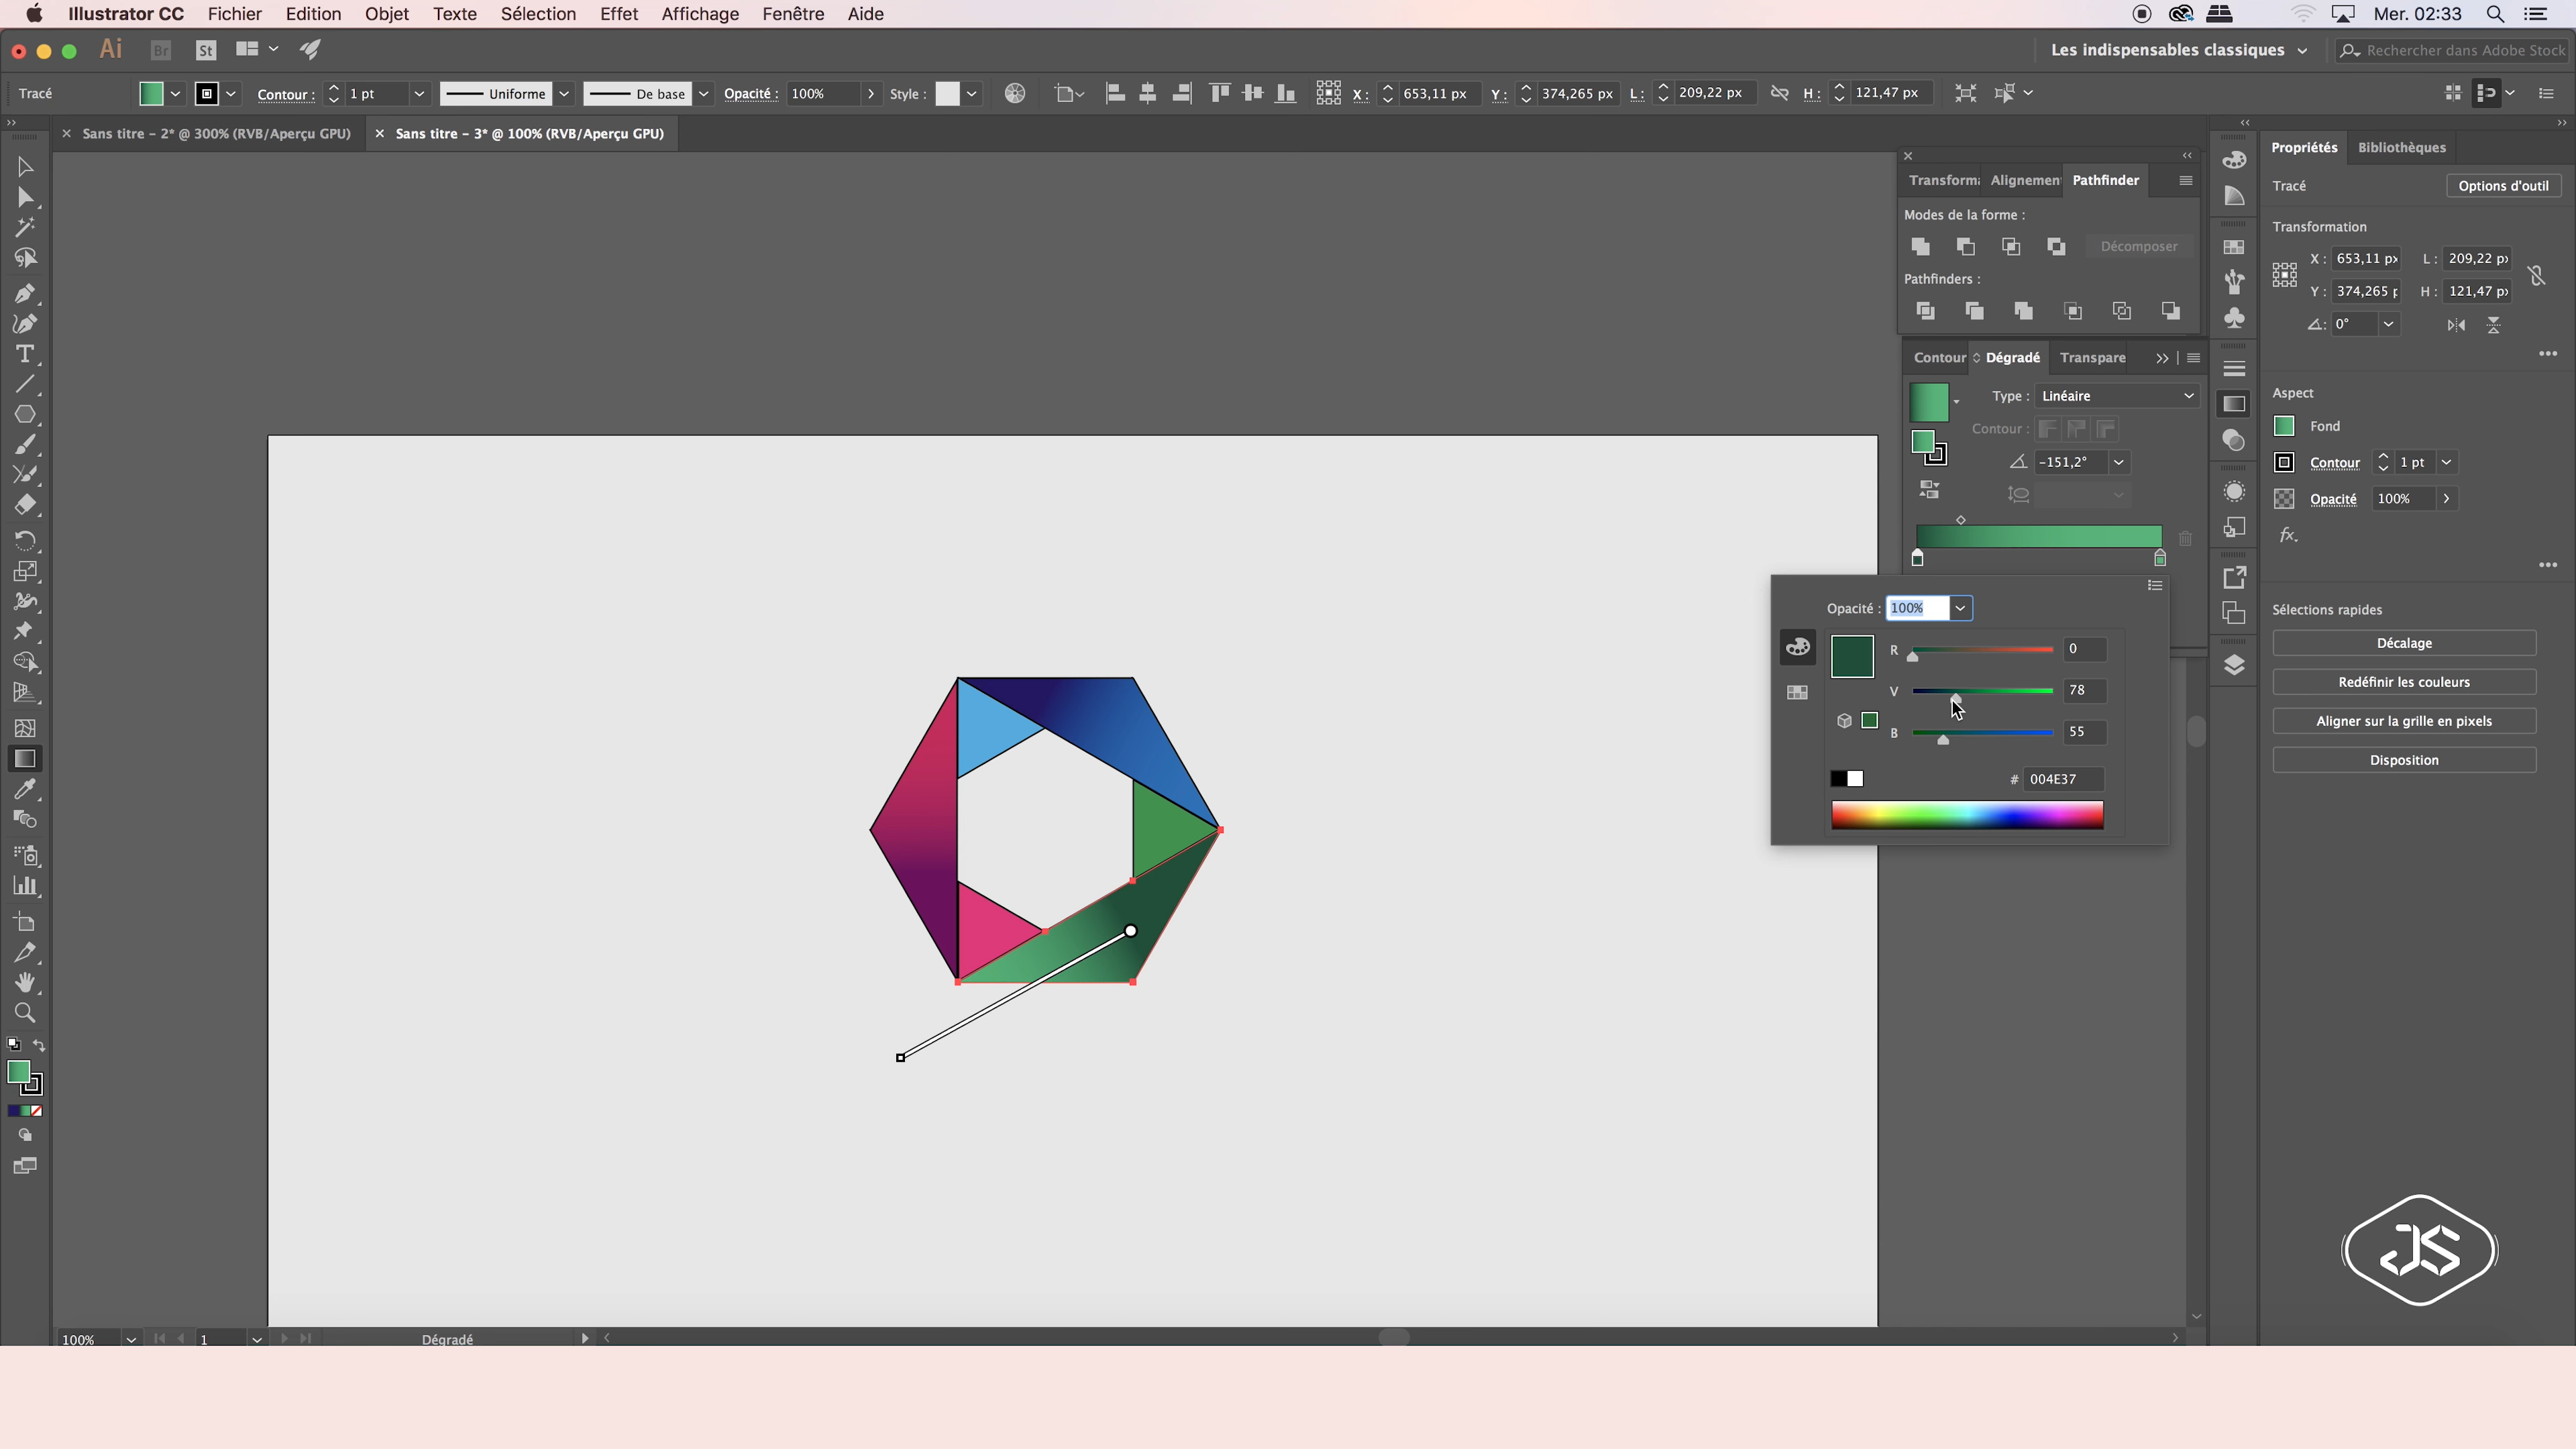 Illustrator CC Fichier Edition Objet Texte Sélection Effet Affichage Fenêtre Aide Mer. 02:33
Ai Br St Les indispensables classiques Rechercher dans Adobe Stock
Tracé Contour : 1 pt Uniforme De base Opacité : 100% Style : X : 653,11 px Y : 374,265 px L : 209,22 px H : 121,47 px
Sans titre - 2* @ 300% (RVB/Aperçu GPU) Sans titre - 3* @ 100% (RVB/Aperçu GPU)
Transforma Alignemen Pathfinder
Modes de la forme :
Décomposer
Pathfinders :
Contour Dégradé Transpare
Type : Linéaire
Contour :
-151,2°
Opacité : 100%
R 0
V 78
B 55
# 004E37
Propriétés Bibliothèques
Tracé Options d'outil
Transformation
X : 653,11 px L : 209,22 px
Y : 374,265 p H : 121,47 px
0°
Aspect
Fond
Contour 1 pt
Opacité 100%
fx.
Sélections rapides
Décalage
Redéfinir les couleurs
Aligner sur la grille en pixels
Disposition
JS
100% 1 Dégradé